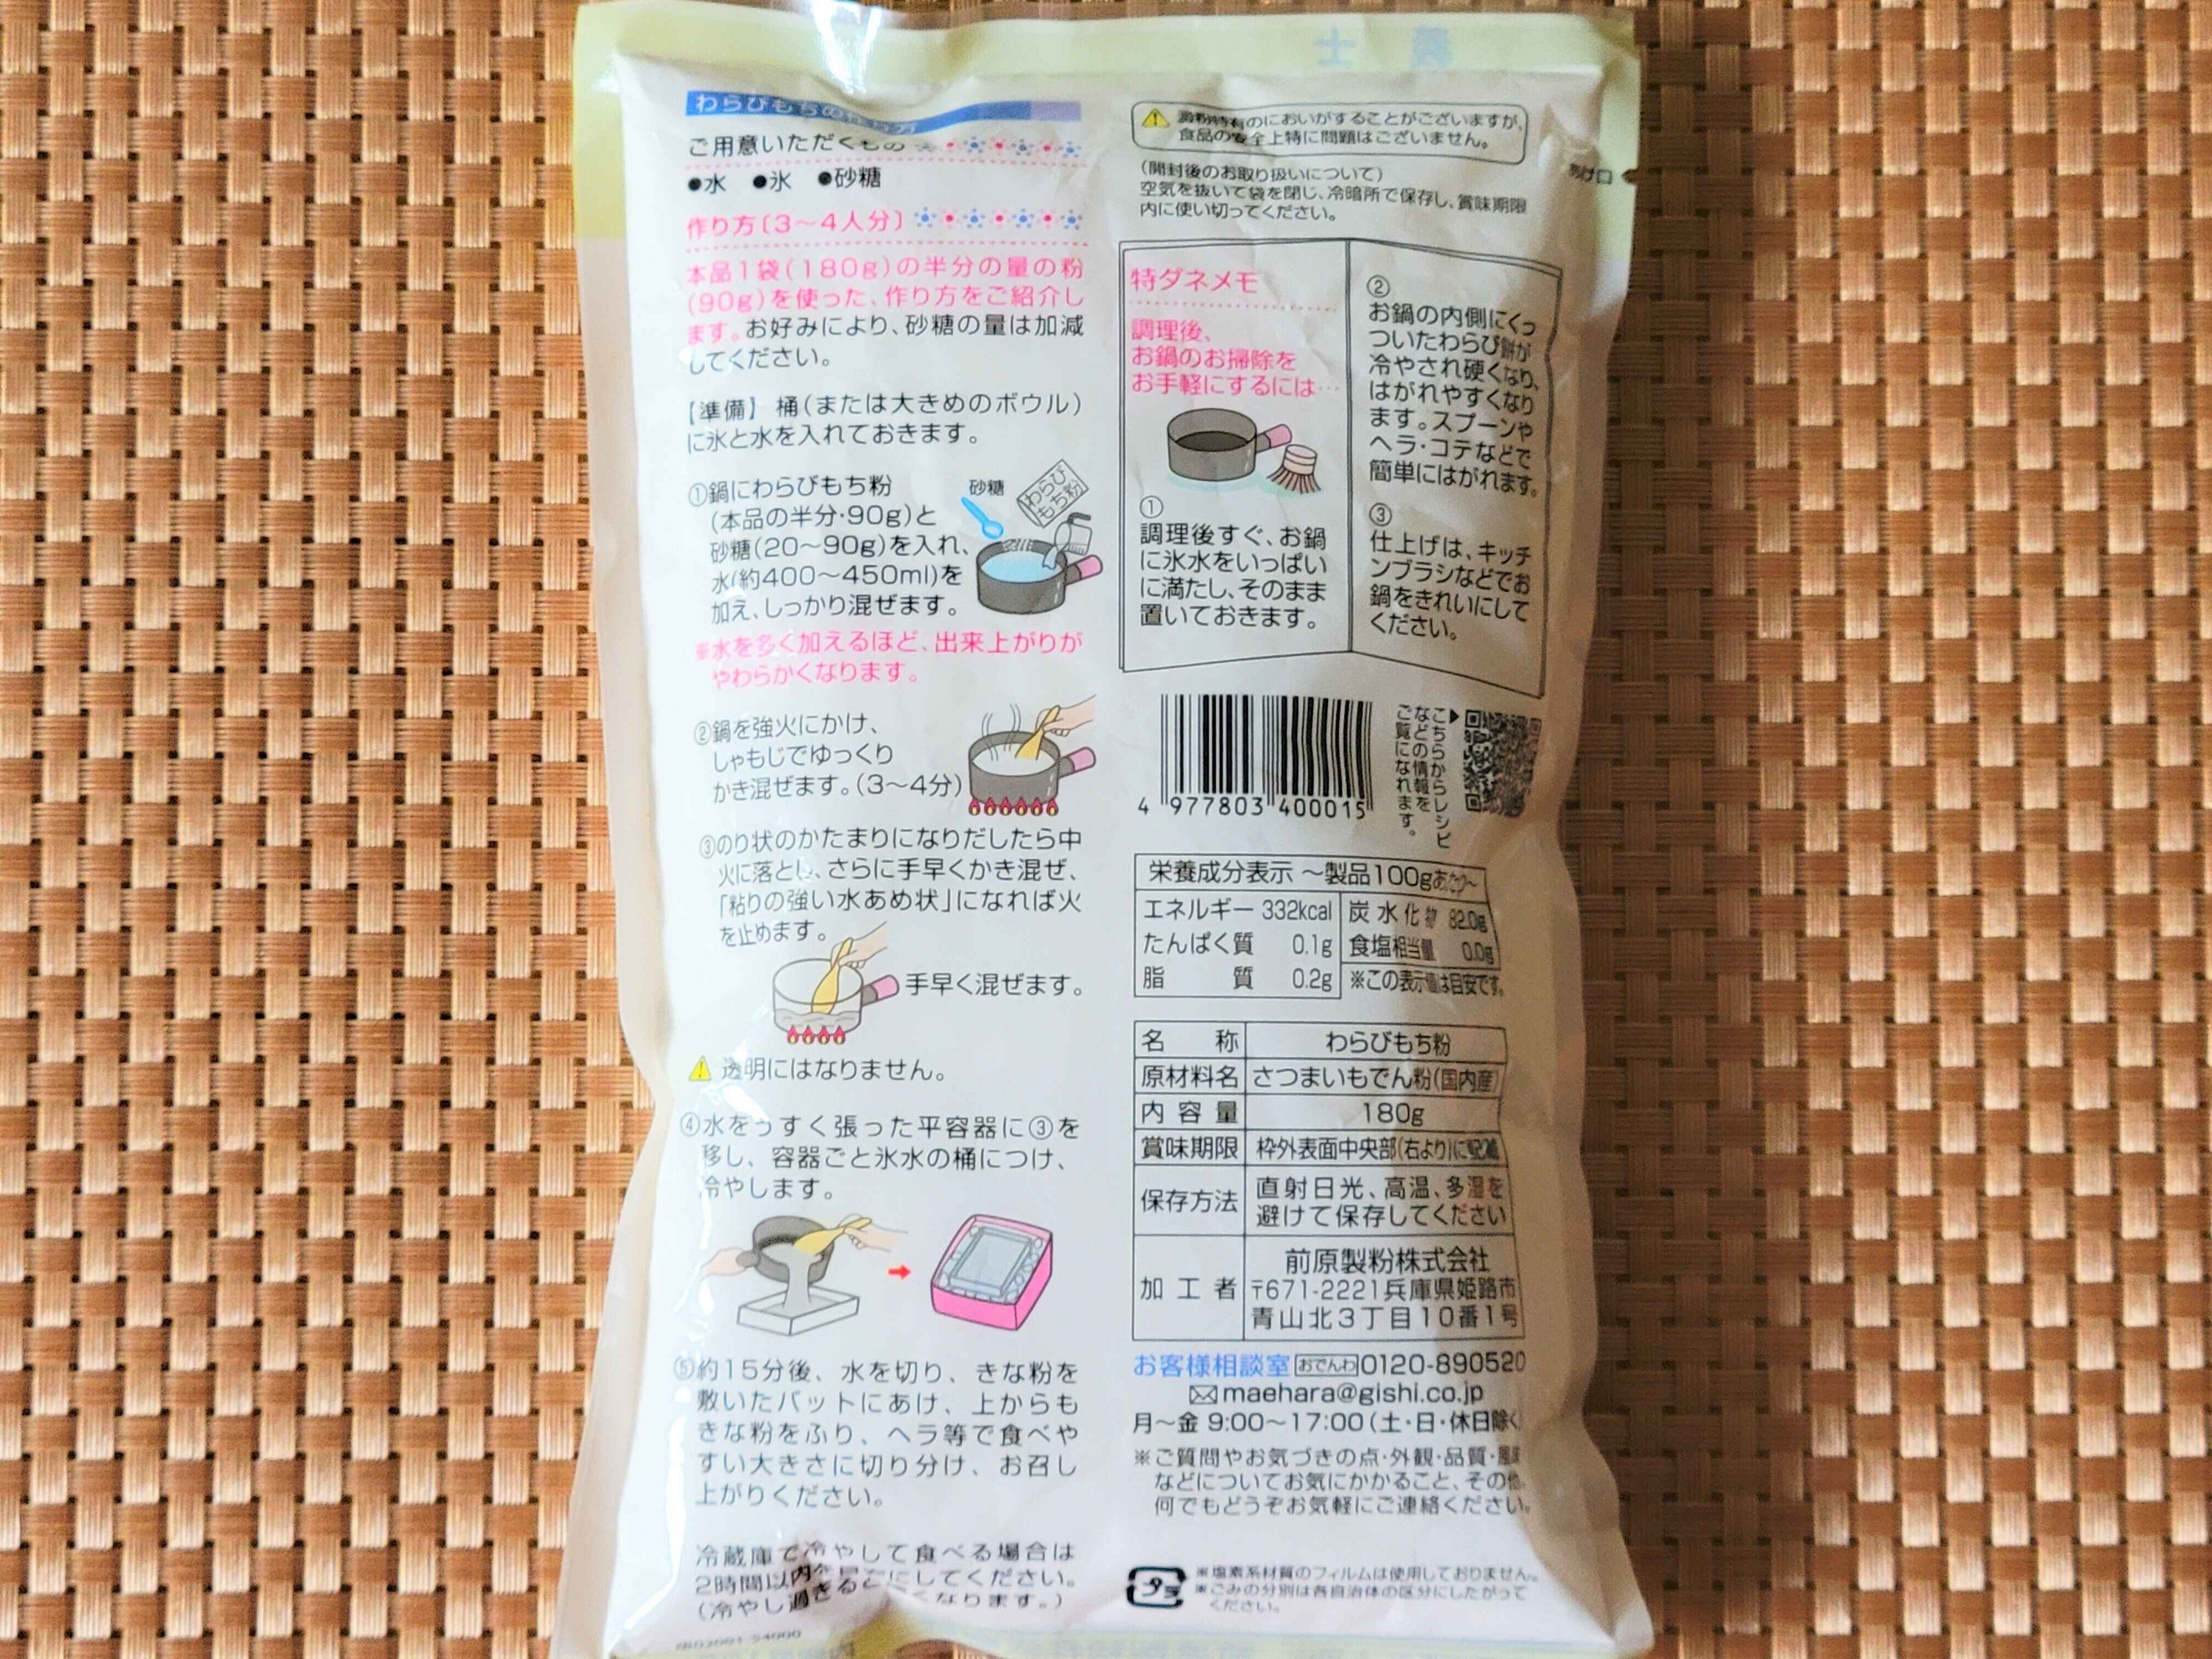 義士
わらびもちの作り方
ご用意いただくもの
●水 ●氷 ●砂糖
作り方(3〜4人分)
本品1袋(180g)の半分の量の粉
(90g)を使った、作り方をご紹介し
ます。お好みにより、砂糖の量は加減
してください。
【準備】 桶(または大きめのボウル)
に氷と水を入れておきます。
①鍋にわらびもち粉
(本品の半分・90g)と
砂糖(20〜90g)を入れ、
水(約400〜450ml)を
加え、しっかり混ぜます。
砂糖
わらび
もち粉
※水を多く加えるほど、出来上がりが
やわらかくなります。
②鍋を強火にかけ、
しゃもじでゆっくり
かき混ぜます。(3〜4分)
③のり状のかたまりになりだしたら中
火に落とし、さらに手早くかき混ぜ、
「粘りの強い水あめ状」になれば火
を止めます。
手早く混ぜます。
透明にはなりません。
④水をうすく張った平容器に③を
移し、容器ごと氷水の桶につけ、
冷やします。
⑤約15分後、水を切り、きな粉を
敷いたバットにあけ、上からも
きな粉をふり、ヘラ等で食べや
すい大きさに切り分け、お召し
上がりください。
冷蔵庫で冷やして食べる場合は
2時間以内を目安にしてください。
(冷やし過ぎると くなります。)
澱粉特有のにおいがすることがございますが、
食品の安全上特に問題はございません。
あけ口
(開封後のお取り扱いについて)
空気を抜いて袋を閉じ、冷暗所で保存し、賞味期限
内に使い切ってください。
特ダネメモ
調理後、
お鍋のお掃除を
お手軽にするには…
①
調理後すぐ、お鍋
に氷水をいっぱい
に満たし、そのまま
置いておきます。
②
お鍋の内側にくっ
ついたわらび餅が
冷やされ硬くなり、
はがれやすくなり
ます。スプーンや
ヘラ・コテなどで
簡単にはがれます。
③
仕上げは、キッチ
ンブラシなどでお
鍋をきれいにして
ください。
4 977803 400015
こちらからレシピ
などの情報を
ご覧になれます。
栄養成分表示 〜製品100gあたり〜
エネルギー 332kcal 炭水化物 82.0g
たんぱく質 0.1g 食塩相当量 0.0g
脂質 0.2g ※この表示値は目安です。
名称 わらびもち粉
原材料名 さつまいもでん粉(国内産)
内容量 180g
賞味期限 枠外表面中央部(右より)に記載
保存方法 直射日光、高温、多湿を
避けて保存してください
加工者 前原製粉株式会社
〒671-2221兵庫県姫路市
青山北3丁目10番1号
お客様相談室 おでんわ 0120-890520
maehara@gishi.co.jp
月〜金 9:00〜17:00(土・日・休日除く
※ご質問やお気づきの点・外観・品質・風味
などについてお気にかかること、その他
何でもどうぞお気軽にご連絡ください。
プラ
※塩素系材質のフィルムは使用しておりません。
※ごみの分別は各自治体の区分にしたがって
ください。